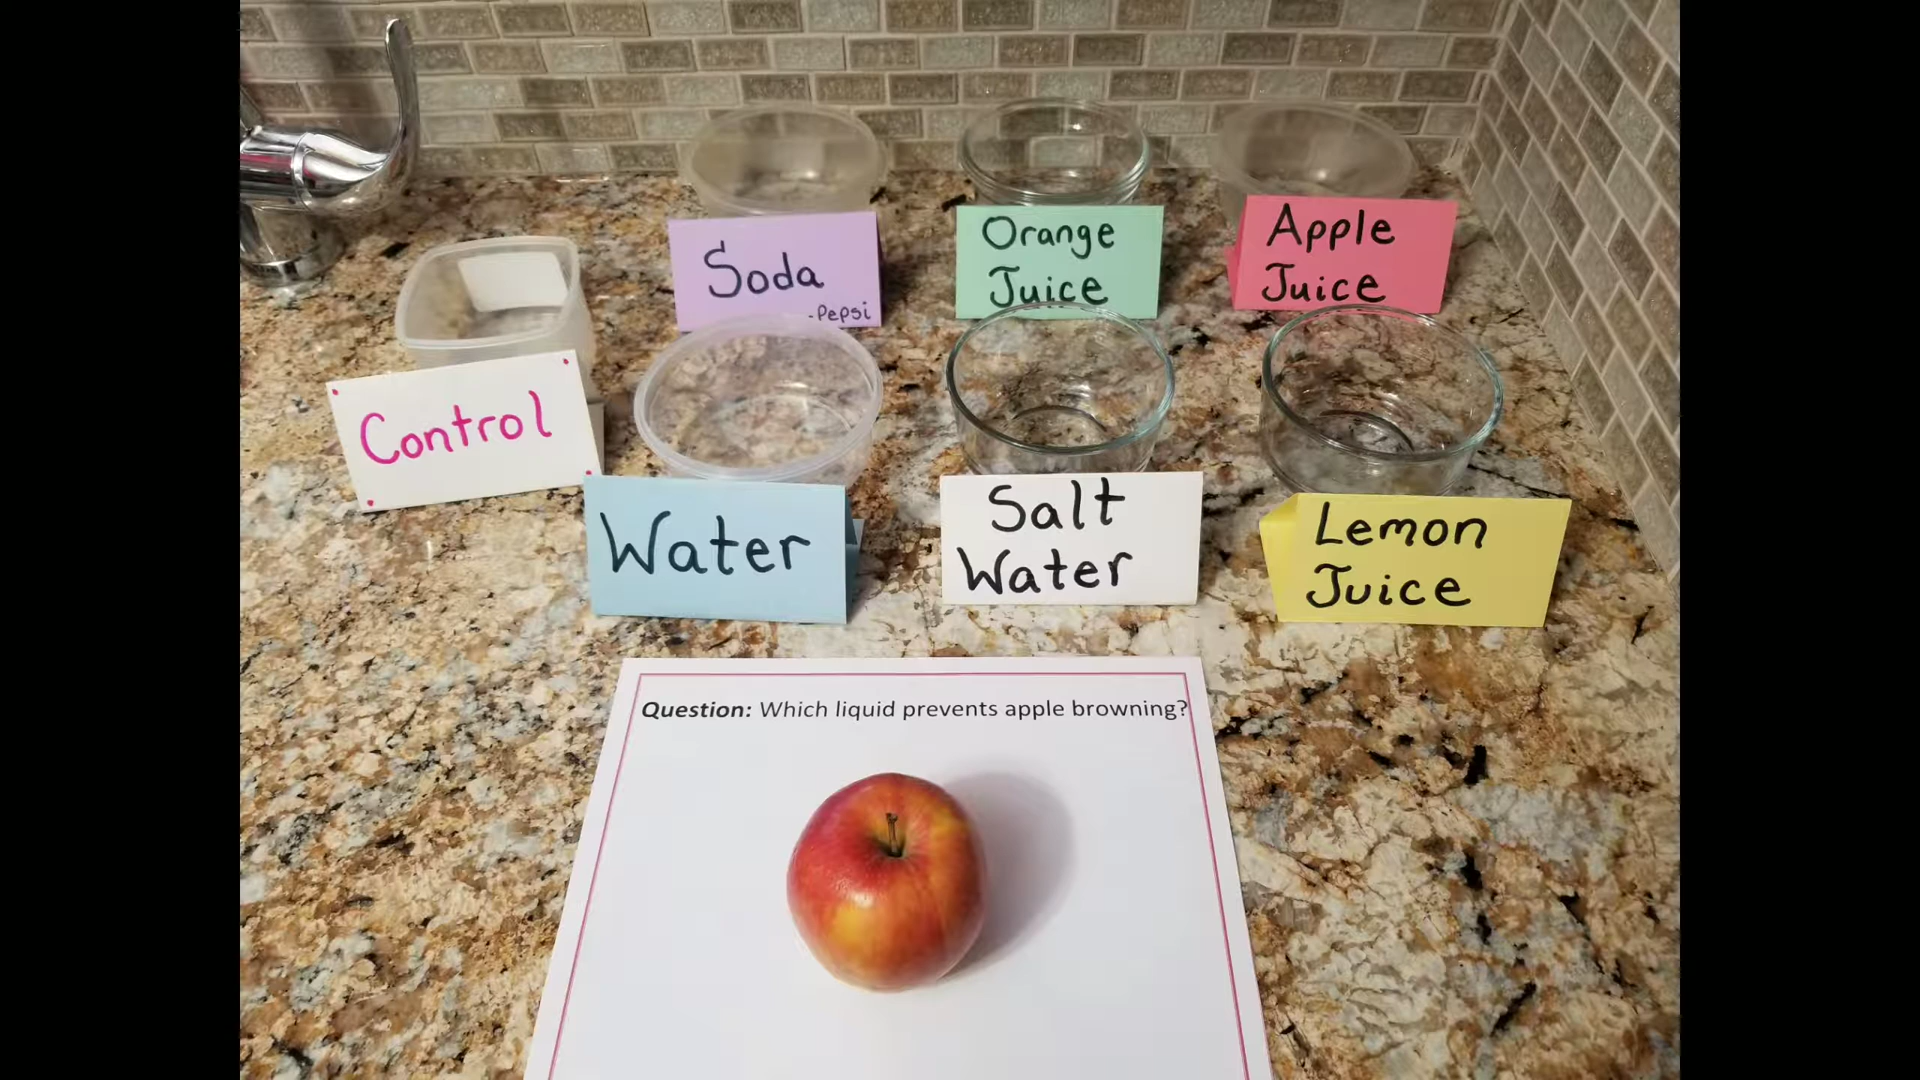 Soda
-Pepsi
Orange
Juice
Apple
Juice
Control
Water
Salt
Water
Lemon
Juice
Question: Which liquid prevents apple browning?